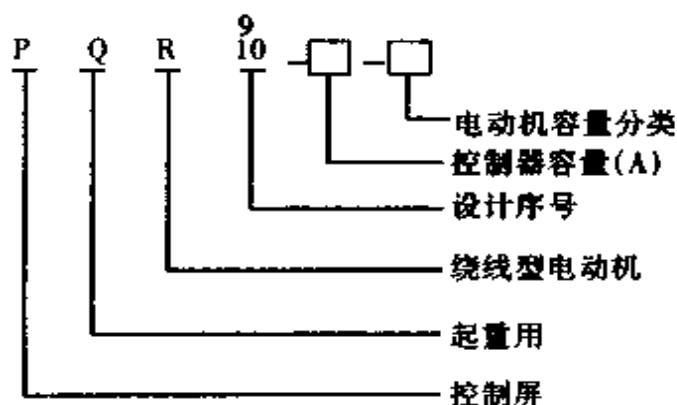 9
P Q R 10 -□ -□
电动机容量分类
控制器容量(A)
设计序号
绕线型电动机
起重用
控制屏